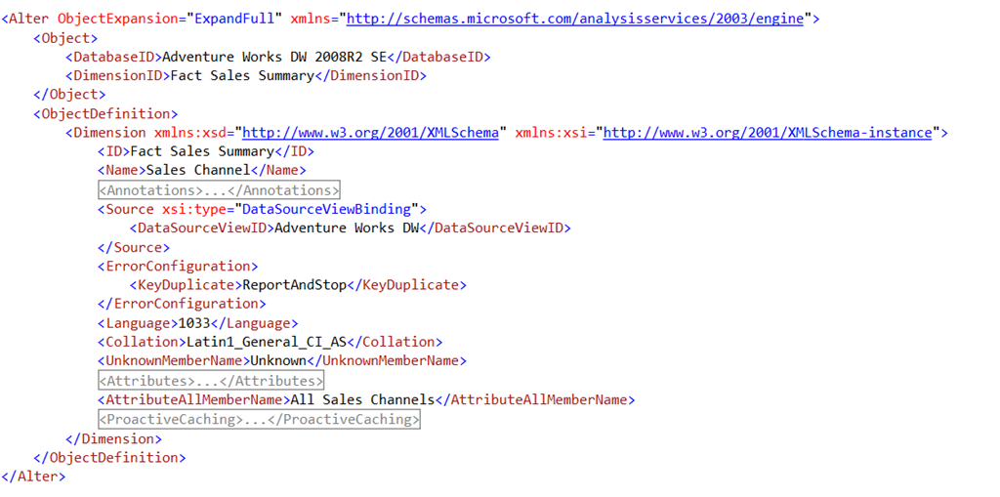 <Alter ObjectExpansion="ExpandFull" xmlns="http://schemas.microsoft.com/analysisservices/2003/engine">
<Object>
<DatabaseID>Adventure Works DW 2008R2 SE</DatabaseID>
<DimensionID>Fact Sales Summary</DimensionID>
</Object>
<ObjectDefinition>
<Dimension xmlns:xsd="http://www.w3.org/2001/XMLSchema" xmlns:xsi="http://www.w3.org/2001/XMLSchema-instance">
<ID>Fact Sales Summary</ID>
<Name>Sales Channel</Name>
<Annotations>...</Annotations>
<Source xsi:type="DataSourceViewBinding">
<DataSourceViewID>Adventure Works DW</DataSourceViewID>
</Source>
<ErrorConfiguration>
<KeyDuplicate>ReportAndStop</KeyDuplicate>
</ErrorConfiguration>
<Language>1033</Language>
<Collation>Latin1_General_CI_AS</Collation>
<UnknownMemberName>Unknown</UnknownMemberName>
<Attributes>...</Attributes>
<AttributeAllMemberName>All Sales Channels</AttributeAllMemberName>
<ProactiveCaching>...</ProactiveCaching>
</Dimension>
</ObjectDefinition>
</Alter>